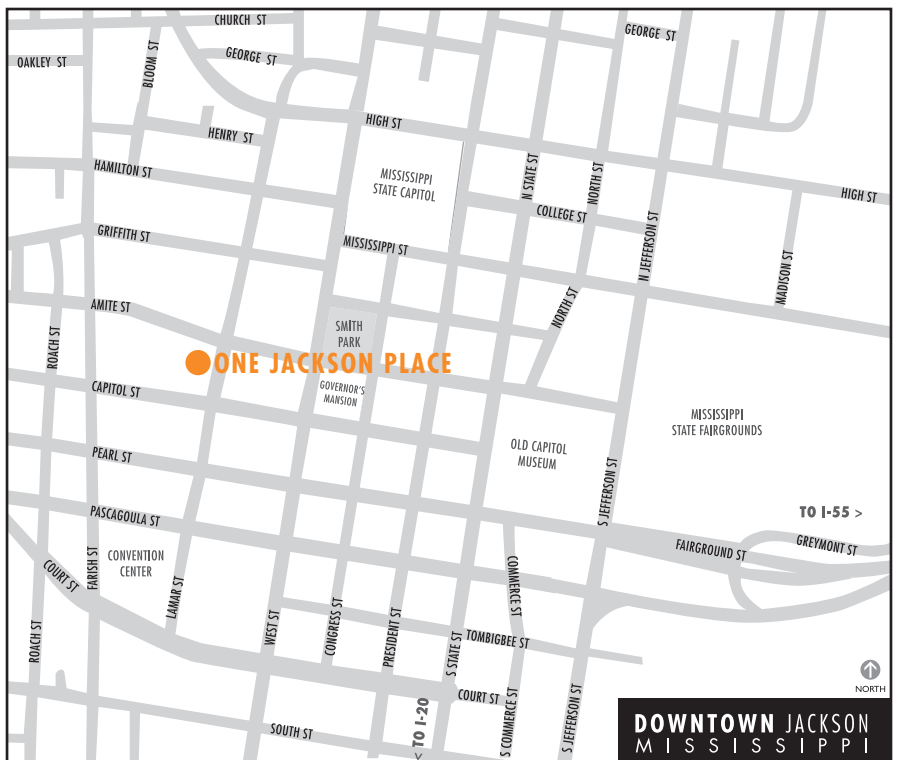 CHURCH ST
GEORGE ST
GEORGE ST
OAKLEY ST
BLOOM ST
HIGH ST
HENRY ST
HAMILTON ST
MISSISSIPPI
STATE CAPITOL
N STATE ST
NORTH ST
HIGH ST
COLLEGE ST
GRIFFITH ST
MISSISSIPPI ST
N JEFFERSON ST
MADISON ST
AMITE ST
NORTH ST
SMITH
PARK
ROACH ST
ONE JACKSON PLACE
CAPITOL ST
GOVERNOR'S
MANSION
MISSISSIPPI
STATE FAIRGROUNDS
OLD CAPITOL
MUSEUM
PEARL ST
S JEFFERSON ST
PASCAGOULA ST
TO I-55 >
FAIRGROUND ST
GREYMONT ST
CONVENTION
CENTER
COURT ST
FARISH ST
LAMAR ST
COMMERCE ST
ROACH ST
WEST ST
CONGRESS ST
PRESIDENT ST
S STATE ST
TOMBIGBEE ST
COURT ST
S COMMERCE ST
S JEFFERSON ST
SOUTH ST
< TO I-20
NORTH
DOWNTOWN JACKSON
MISSISSIPPI